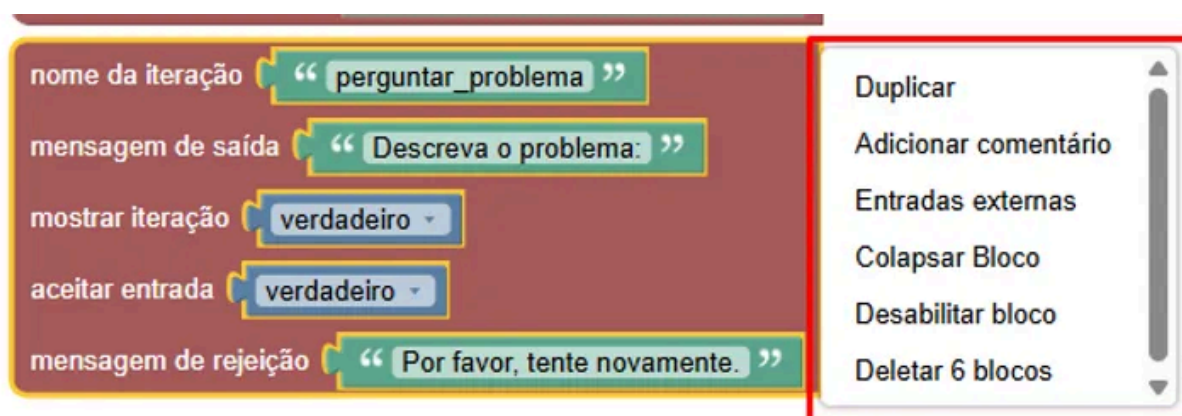 nome da iteração “ perguntar_problema ”
mensagem de saída “ Descreva o problema: ”
mostrar iteração verdadeiro
aceitar entrada verdadeiro
mensagem de rejeição “ Por favor, tente novamente. ”
Duplicar
Adicionar comentário
Entradas externas
Colapsar Bloco
Desabilitar bloco
Deletar 6 blocos